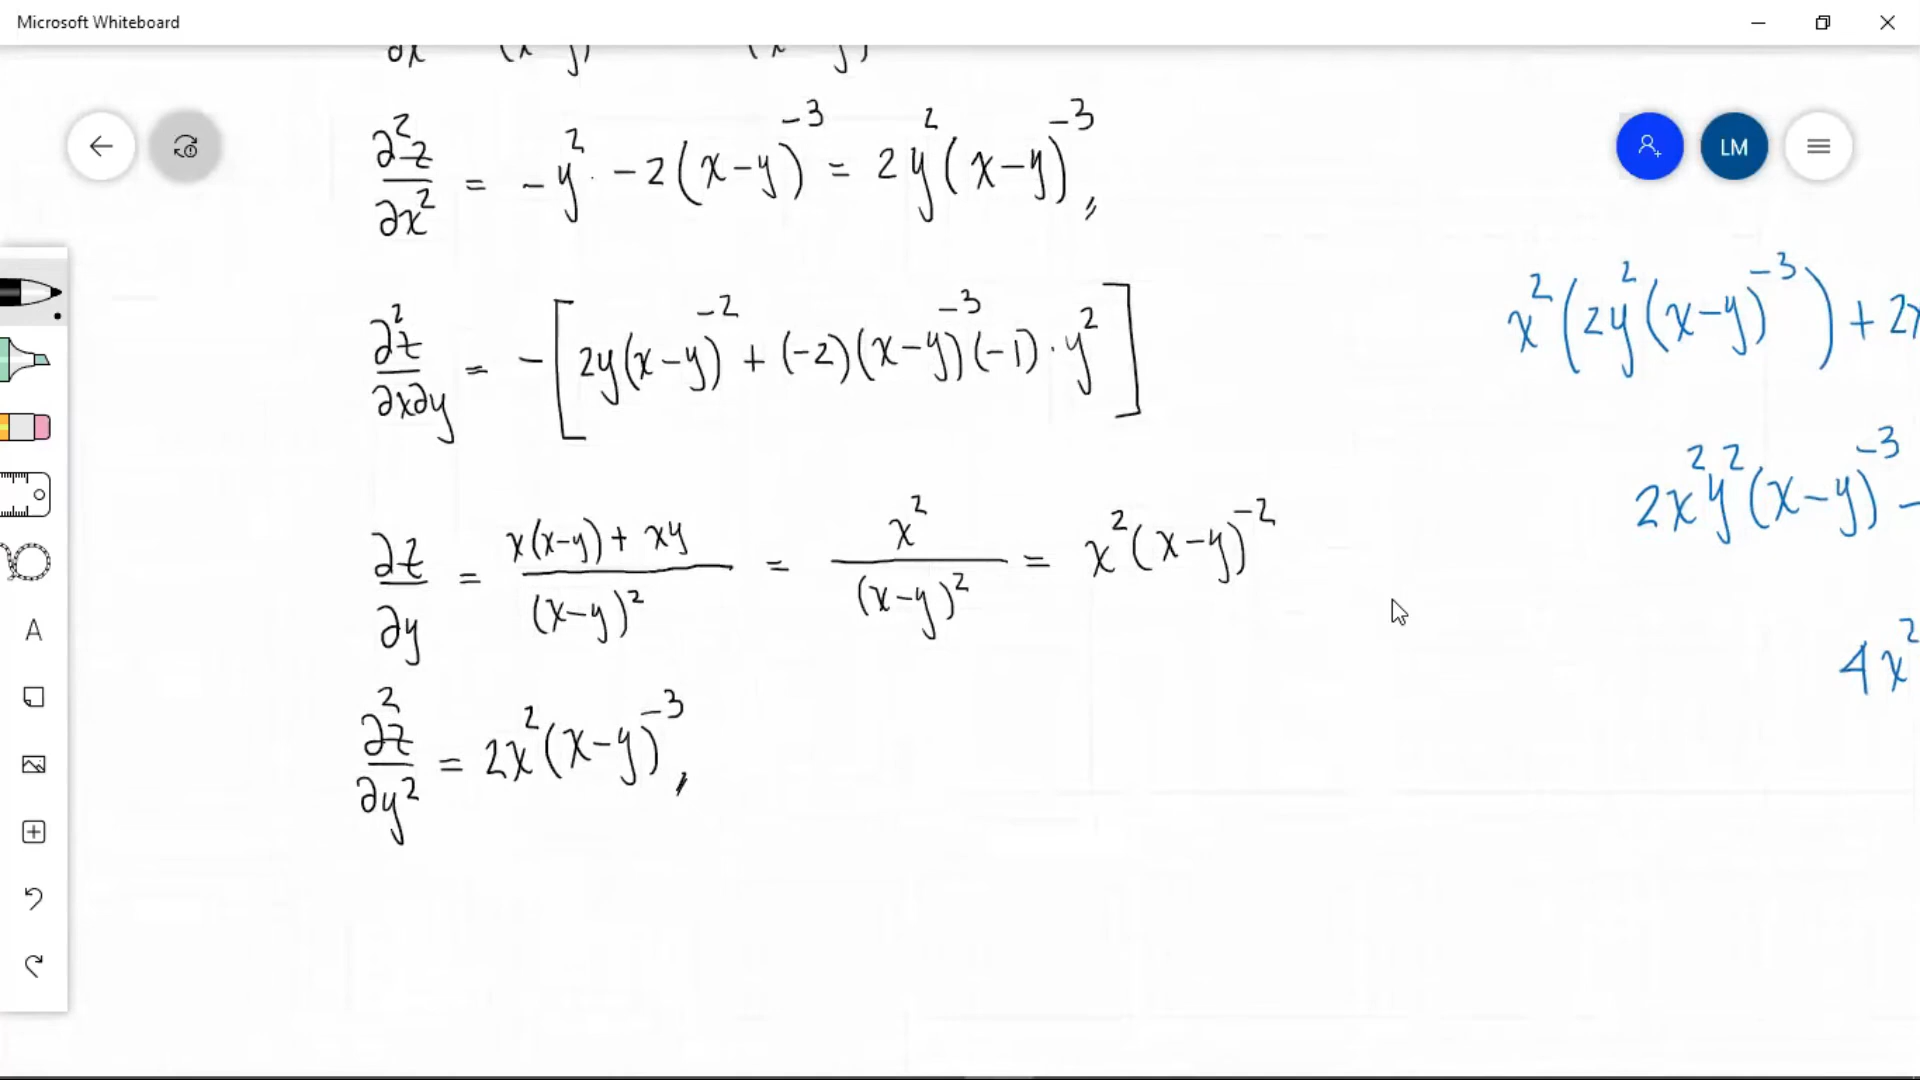 Microsoft Whiteboard
∂x (x-y) (x-y)
∂²z/∂x² = -y² · -2(x-y)⁻³ = 2y²(x-y)⁻³,,
LM
x²(2y²(x-y)⁻³) + 2x
∂²z/∂x∂y = -[2y(x-y)⁻² + (-2)(x-y)⁻³(-1)·y²]
2x²y²(x-y)⁻³ -
∂z/∂y = (x(x-y) + xy)/(x-y)² = x²/(x-y)² = x²(x-y)⁻²
4x²
∂²z/∂y² = 2x²(x-y)⁻³,,
A